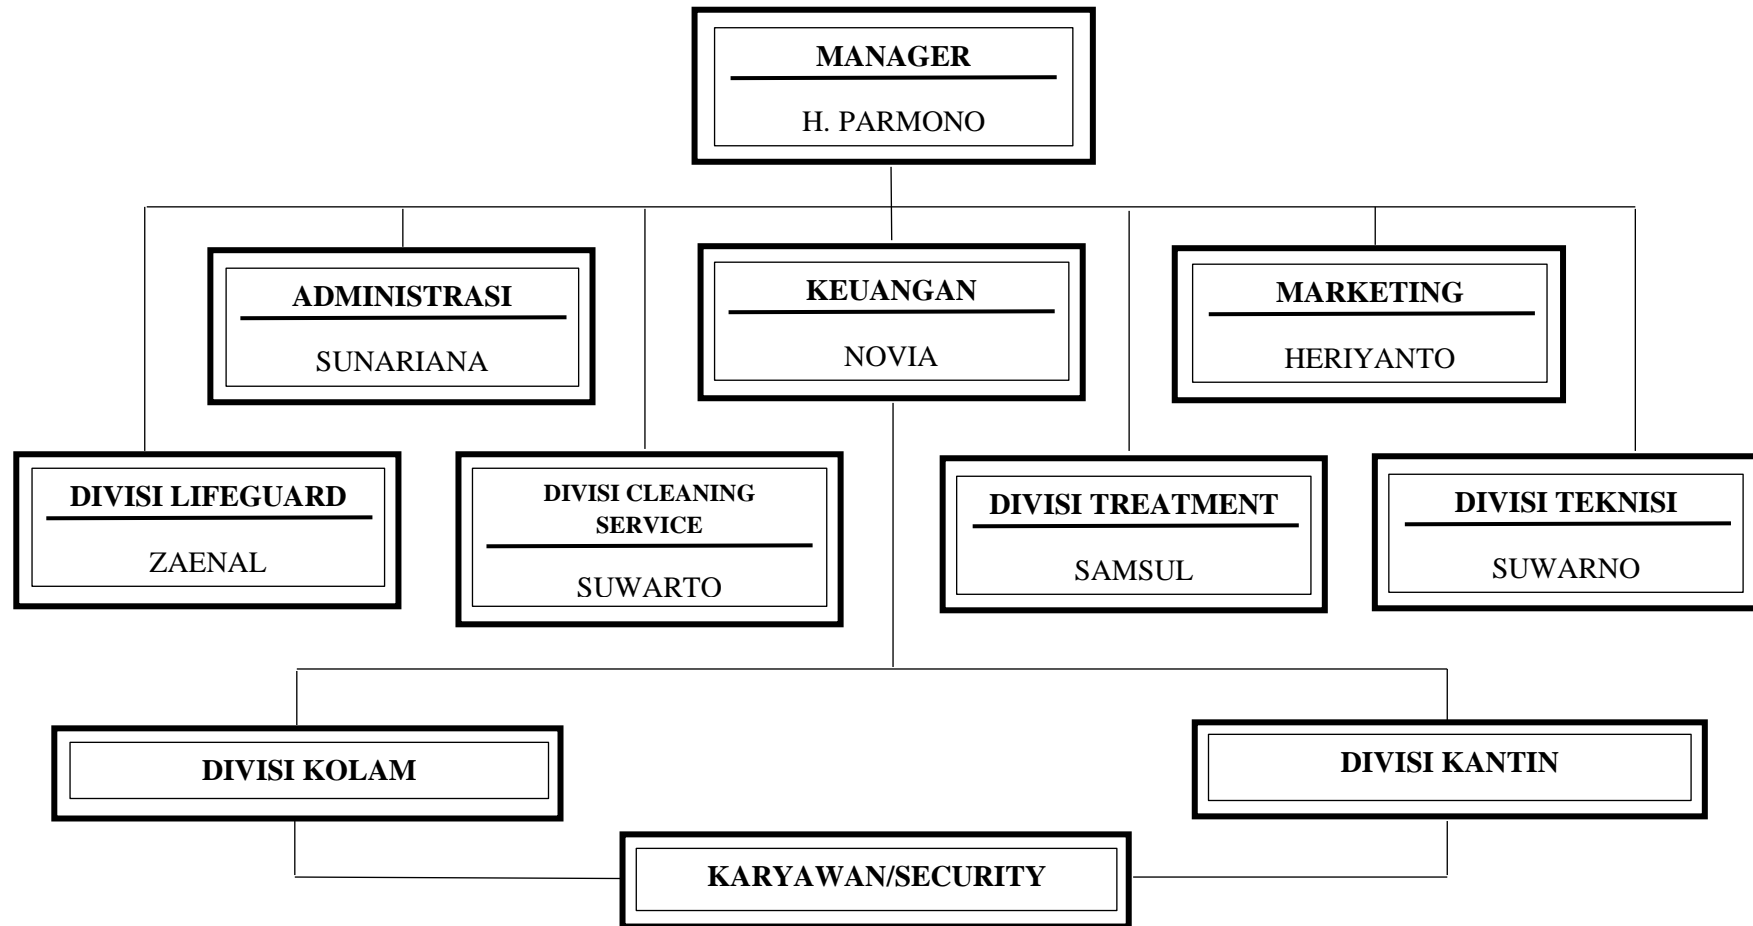 MANAGER
H. PARMONO
ADMINISTRASI
SUNARIANA
KEUANGAN
NOVIA
MARKETING
HERIYANTO
DIVISI LIFEGUARD
ZAENAL
DIVISI CLEANING
SERVICE
SUWARTO
DIVISI TREATMENT
SAMSUL
DIVISI TEKNISI
SUWARNO
DIVISI KOLAM
DIVISI KANTIN
KARYAWAN/SECURITY